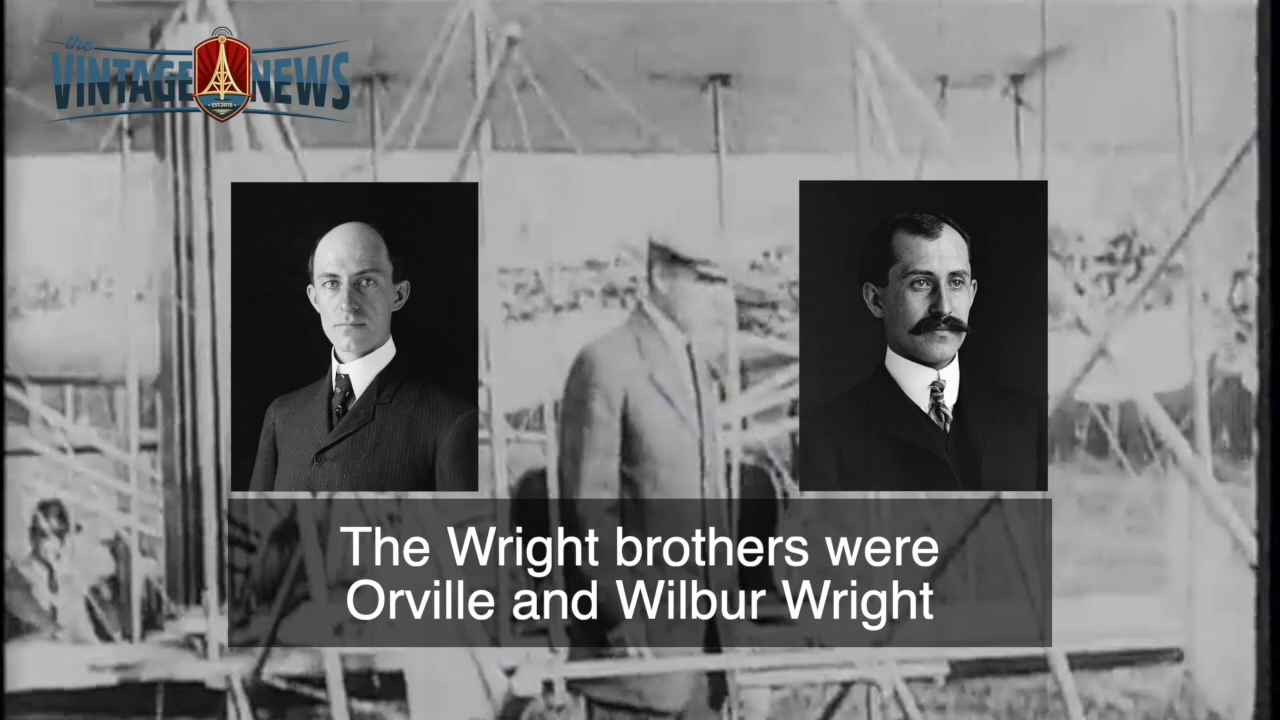 the
VINTAGE NEWS
EST.2015
The Wright brothers were
Orville and Wilbur Wright